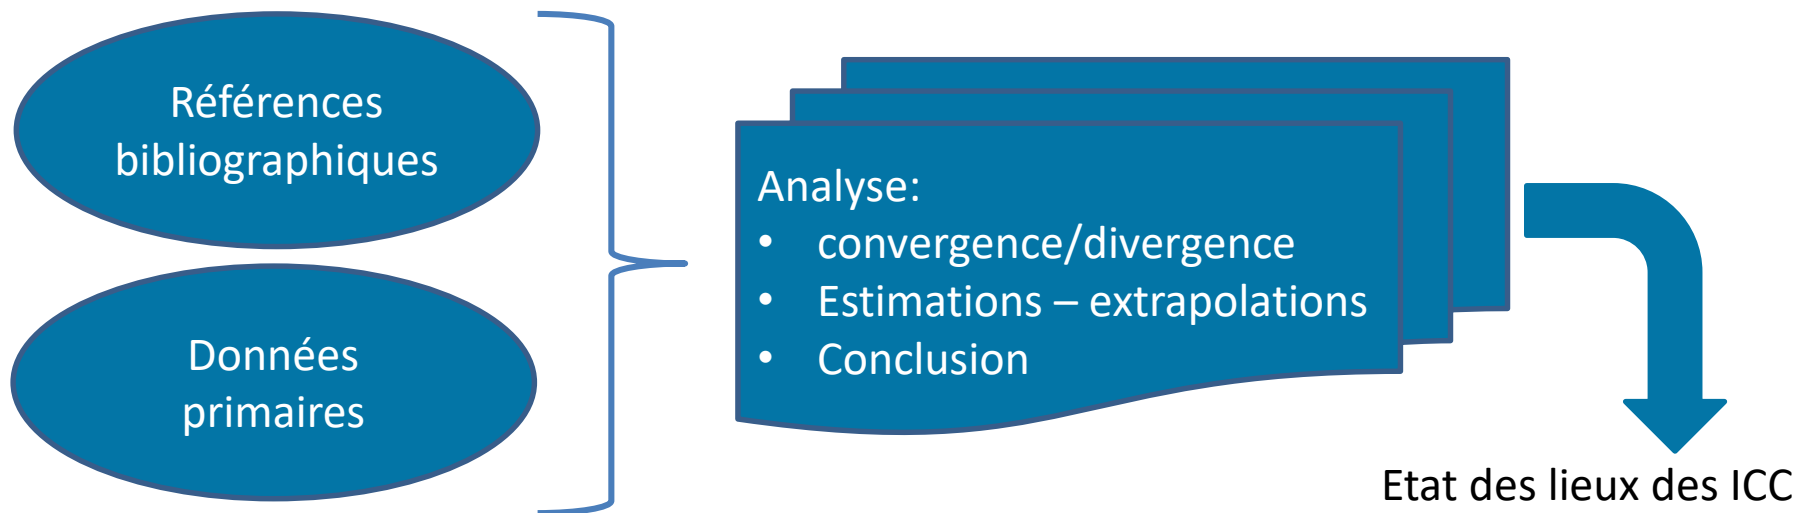 Références
bibliographiques
Données
primaires
Analyse:
• convergence/divergence
• Estimations – extrapolations
• Conclusion
Etat des lieux des ICC